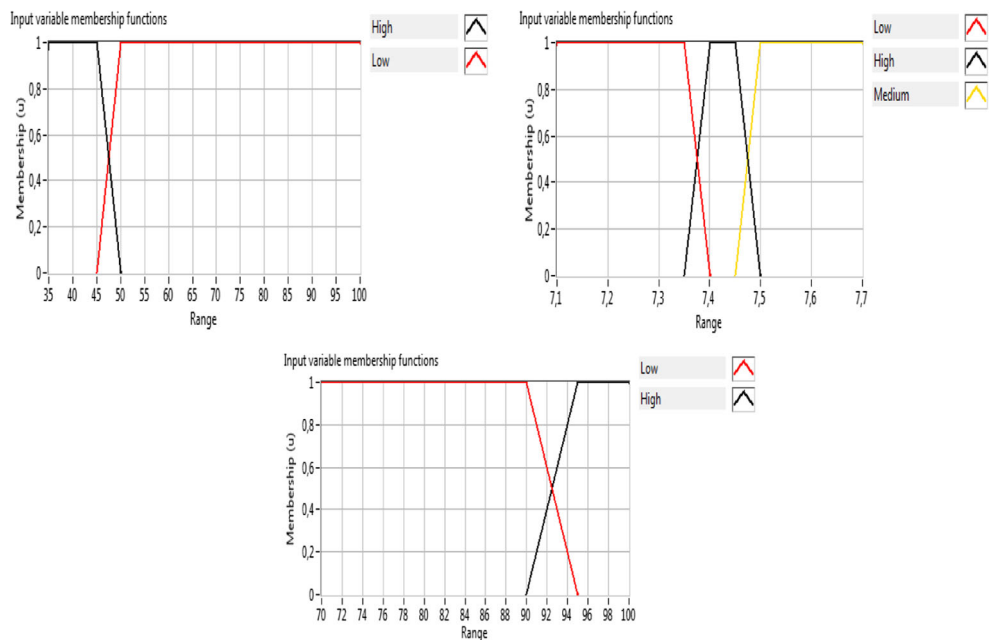 Input variable membership functions
High
Low
1
0,8
0,6
0,4
0,2
0
Membership (u)
35 40 45 50 55 60 65 70 75 80 85 90 95 100
Range
Input variable membership functions
Low
High
Medium
1
0,8
0,6
0,4
0,2
0
Membership (u)
7,1 7,2 7,3 7,4 7,5 7,6 7,7
Range
Input variable membership functions
Low
High
1
0,8
0,6
0,4
0,2
0
Membership (u)
70 72 74 76 78 80 82 84 86 88 90 92 94 96 98 100
Range